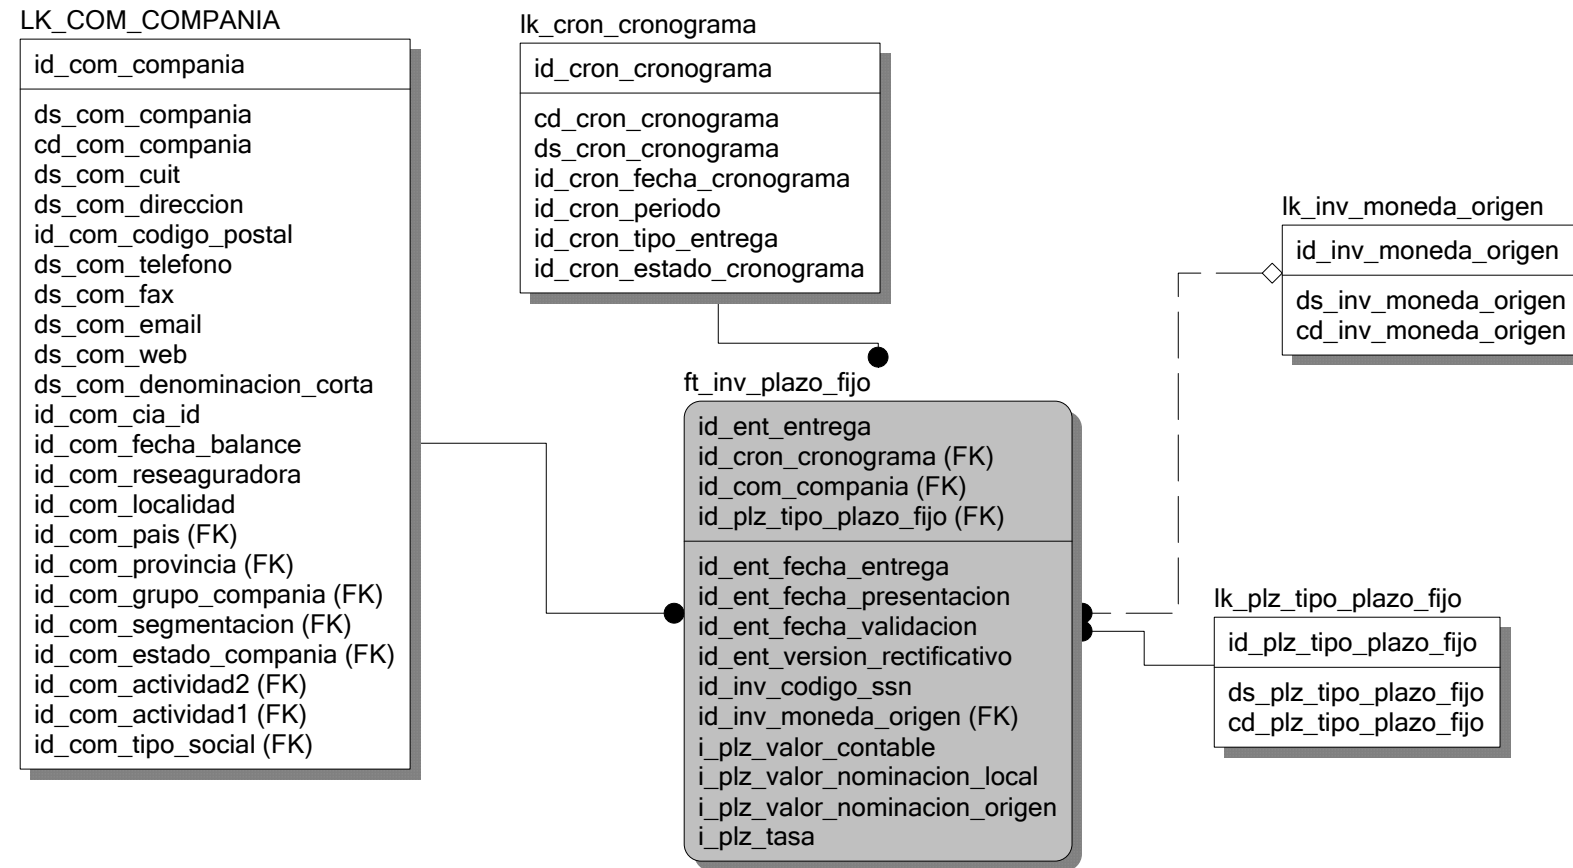 LK_COM_COMPANIA
id_com_compania
ds_com_compania
cd_com_compania
ds_com_cuit
ds_com_direccion
id_com_codigo_postal
ds_com_telefono
ds_com_fax
ds_com_email
ds_com_web
ds_com_denominacion_corta
id_com_cia_id
id_com_fecha_balance
id_com_reseaguradora
id_com_localidad
id_com_pais (FK)
id_com_provincia (FK)
id_com_grupo_compania (FK)
id_com_segmentacion (FK)
id_com_estado_compania (FK)
id_com_actividad2 (FK)
id_com_actividad1 (FK)
id_com_tipo_social (FK)
lk_cron_cronograma
id_cron_cronograma
cd_cron_cronograma
ds_cron_cronograma
id_cron_fecha_cronograma
id_cron_periodo
id_cron_tipo_entrega
id_cron_estado_cronograma
ft_inv_plazo_fijo
id_ent_entrega
id_cron_cronograma (FK)
id_com_compania (FK)
id_plz_tipo_plazo_fijo (FK)
id_ent_fecha_entrega
id_ent_fecha_presentacion
id_ent_fecha_validacion
id_ent_version_rectificativo
id_inv_codigo_ssn
id_inv_moneda_origen (FK)
i_plz_valor_contable
i_plz_valor_nominacion_local
i_plz_valor_nominacion_origen
i_plz_tasa
lk_inv_moneda_origen
id_inv_moneda_origen
ds_inv_moneda_origen
cd_inv_moneda_origen
lk_plz_tipo_plazo_fijo
id_plz_tipo_plazo_fijo
ds_plz_tipo_plazo_fijo
cd_plz_tipo_plazo_fijo